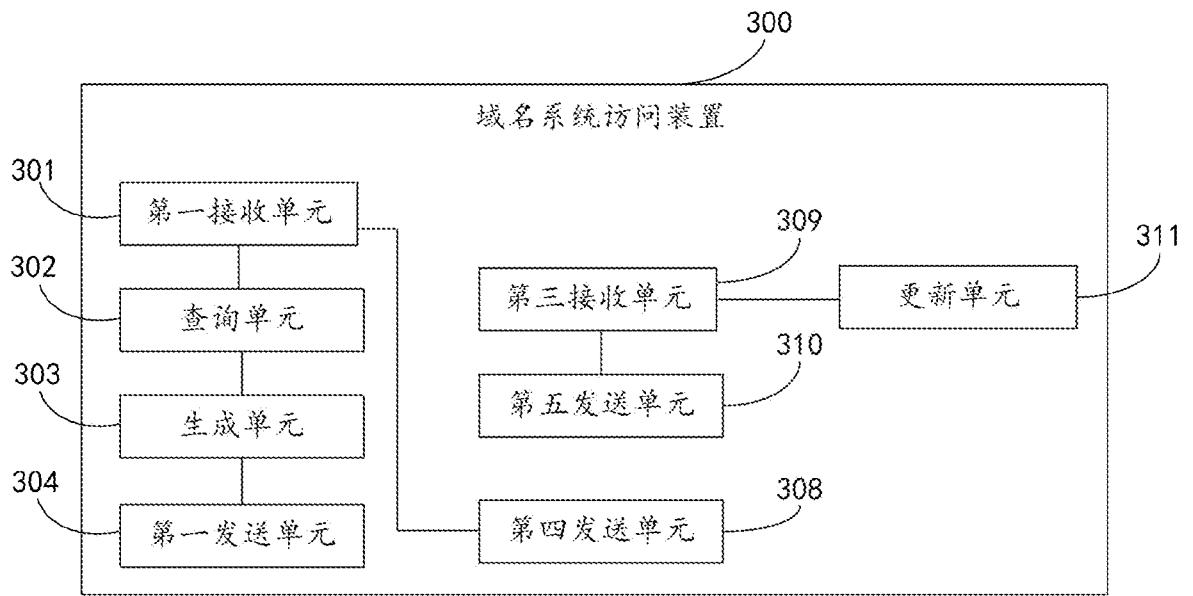 300
域名系统访问装置
301
第一接收单元
302
查询单元
303
生成单元
304
第一发送单元
309
第三接收单元
311
更新单元
310
第五发送单元
308
第四发送单元